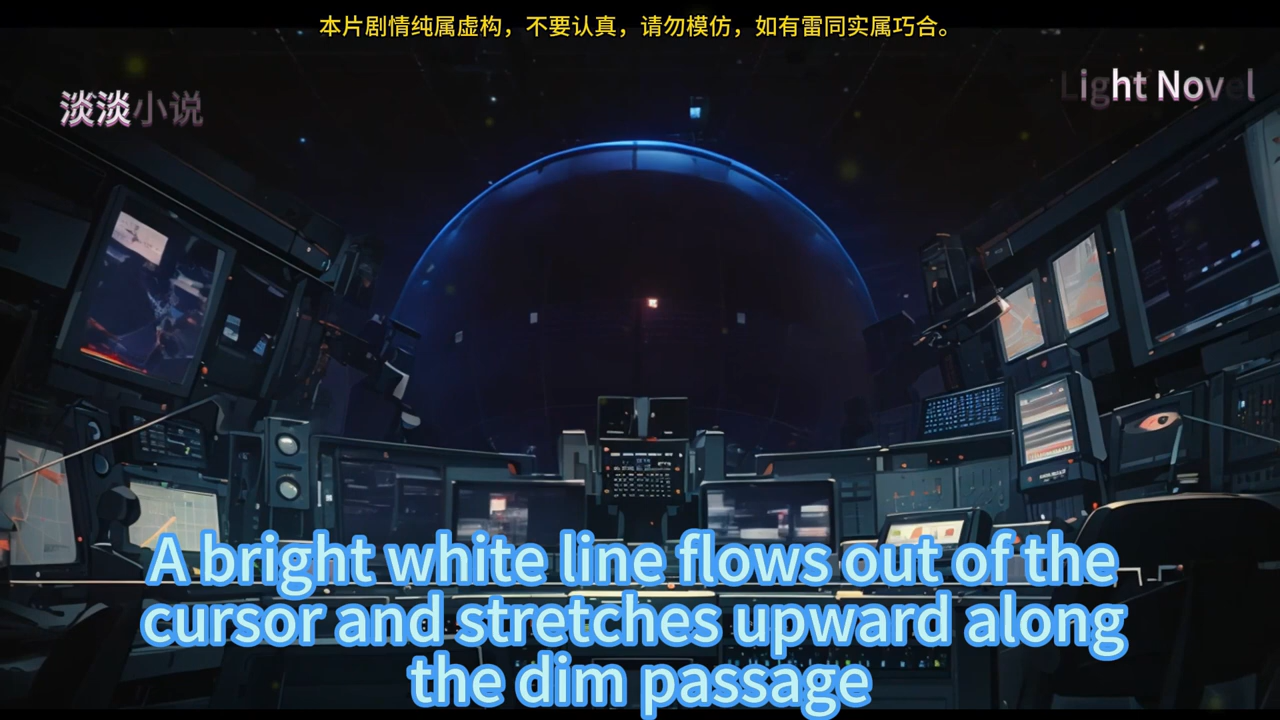 本片剧情纯属虚构，不要认真，请勿模仿，如有雷同实属巧合。
淡淡小说
Light Novel
A bright white line flows out of the
cursor and stretches upward along
the dim passage